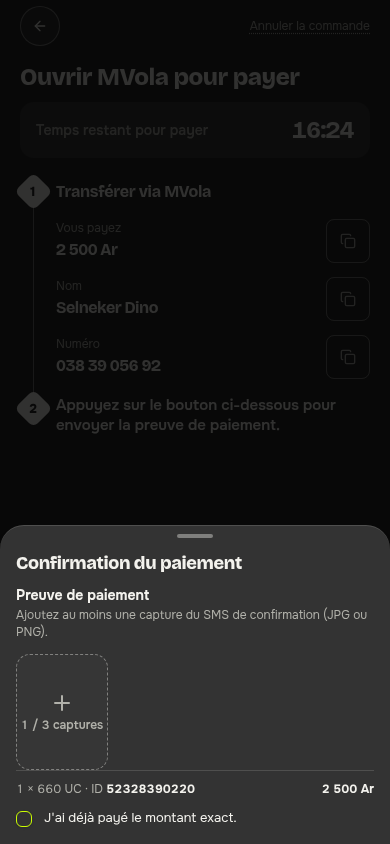 Annuler la commande
Ouvrir MVola pour payer
Temps restant pour payer 16:24
1 Transférer via MVola
Vous payez
2 500 Ar
Nom
Selneker Dino
Numéro
038 39 056 92
2 Appuyez sur le bouton ci-dessous pour
envoyer la preuve de paiement.
Confirmation du paiement
Preuve de paiement
Ajoutez au moins une capture du SMS de confirmation (JPG ou
PNG).
1 / 3 captures
1 × 660 UC · ID 52328390220 2 500 Ar
J'ai déjà payé le montant exact.